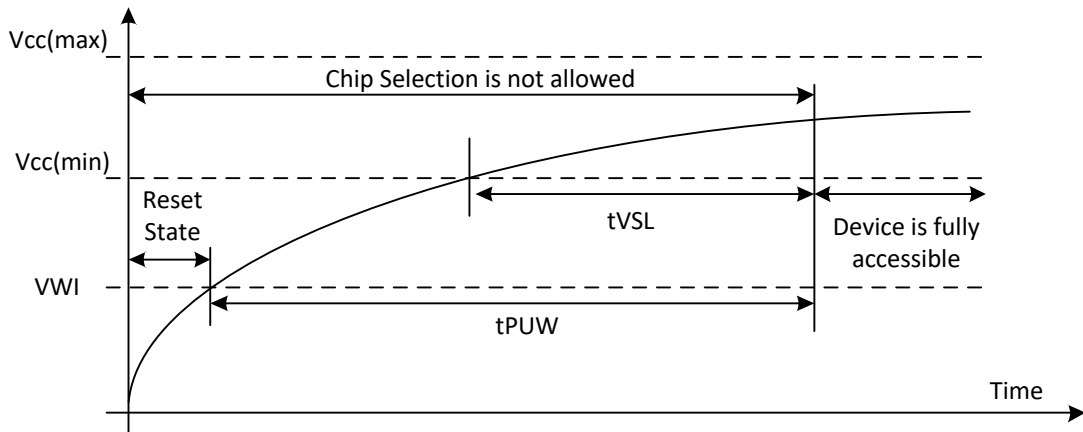 Vcc(max)
Chip Selection is not allowed
Vcc(min)
Reset
State
tVSL
Device is fully
accessible
VWI
tPUW
Time